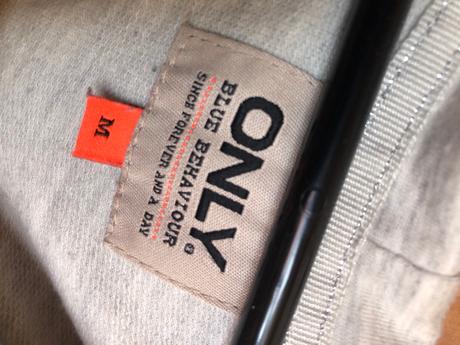 ONLY
BLUE BEHAVIOUR
SINCE FOREVER AND A DAY
M